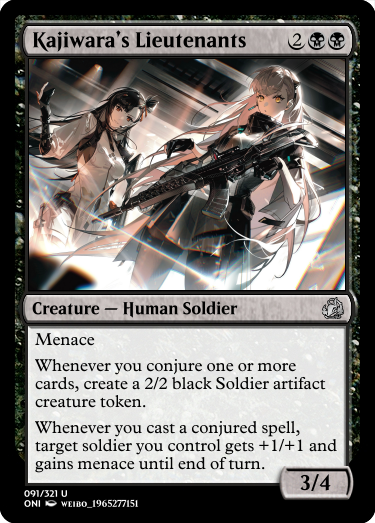 Kajiwara's Lieutenants 2
Creature — Human Soldier
Menace
Whenever you conjure one or more
cards, create a 2/2 black Soldier artifact
creature token.
Whenever you cast a conjured spell,
target soldier you control gets +1/+1 and
gains menace until end of turn.
3/4
091/321 U
ONI WEIBO_1965277151